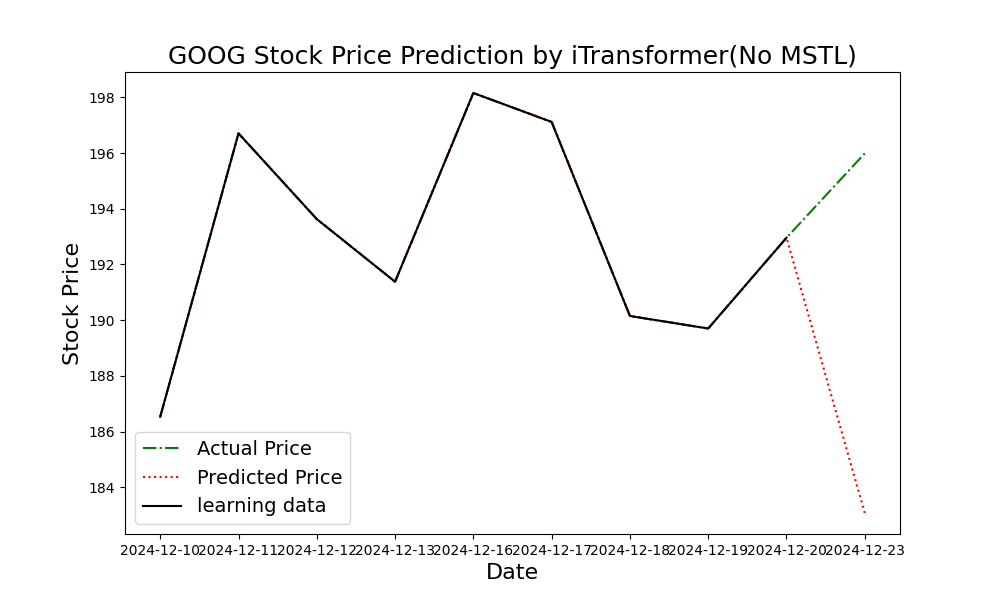 GOOG Stock Price Prediction by iTransformer(No MSTL)
198
196
194
192
190
188
186
184
Stock Price
Actual Price
Predicted Price
learning data
2024-12-10 2024-12-11 2024-12-12 2024-12-13 2024-12-16 2024-12-17 2024-12-18 2024-12-19 2024-12-20 2024-12-23
Date